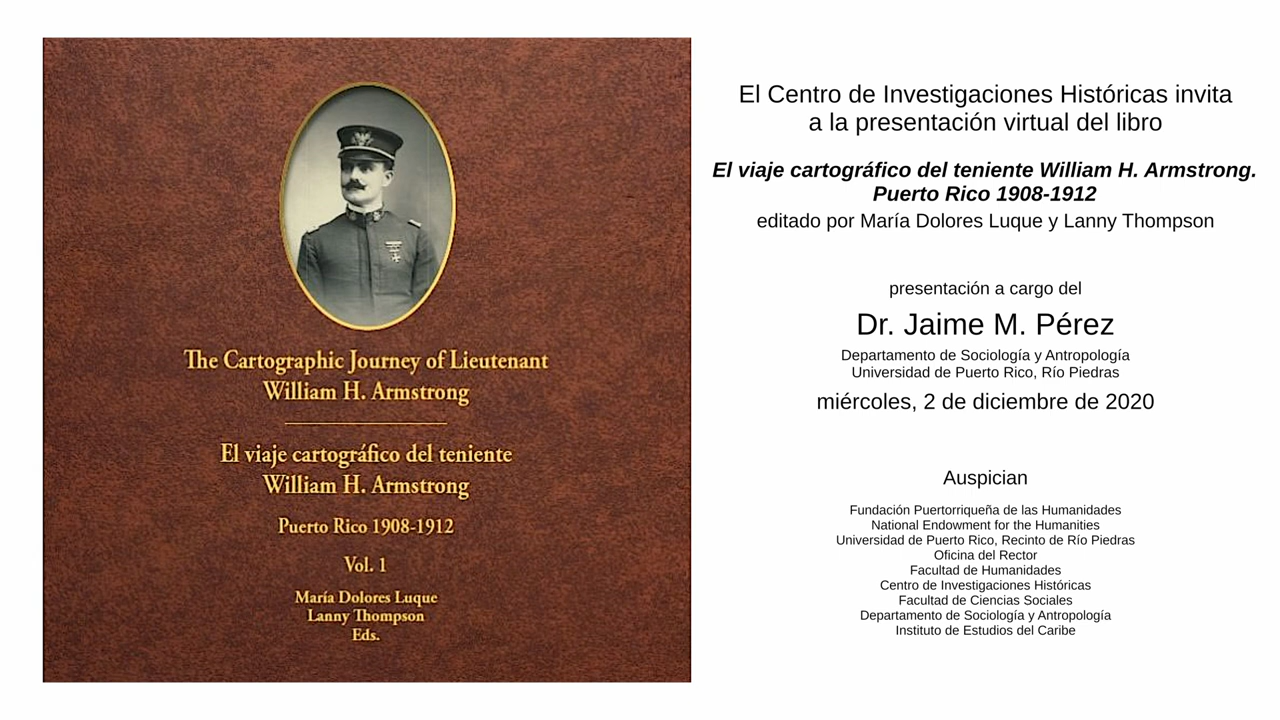 The Cartographic Journey of Lieutenant
William H. Armstrong
El viaje cartográfico del teniente
William H. Armstrong
Puerto Rico 1908-1912
Vol. 1
María Dolores Luque
Lanny Thompson
Eds.
El Centro de Investigaciones Históricas invita
a la presentación virtual del libro
El viaje cartográfico del teniente William H. Armstrong.
Puerto Rico 1908-1912
editado por María Dolores Luque y Lanny Thompson
presentación a cargo del
Dr. Jaime M. Pérez
Departamento de Sociología y Antropología
Universidad de Puerto Rico, Río Piedras
miércoles, 2 de diciembre de 2020
Auspician
Fundación Puertorriqueña de las Humanidades
National Endowment for the Humanities
Universidad de Puerto Rico, Recinto de Río Piedras
Oficina del Rector
Facultad de Humanidades
Centro de Investigaciones Históricas
Facultad de Ciencias Sociales
Departamento de Sociología y Antropología
Instituto de Estudios del Caribe